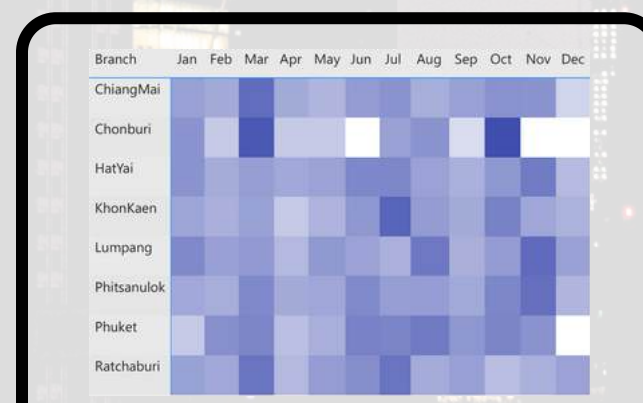 Branch Jan Feb Mar Apr May Jun Jul Aug Sep Oct Nov Dec
ChiangMai
Chonburi
HatYai
KhonKaen
Lumpang
Phitsanulok
Phuket
Ratchaburi